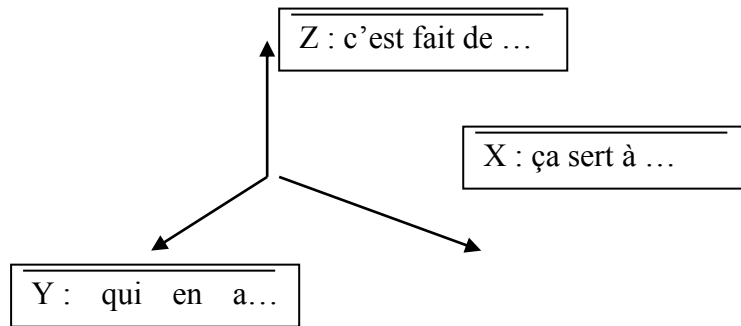 Z : c’est fait de …
X : ça sert à …
Y : qui en a…